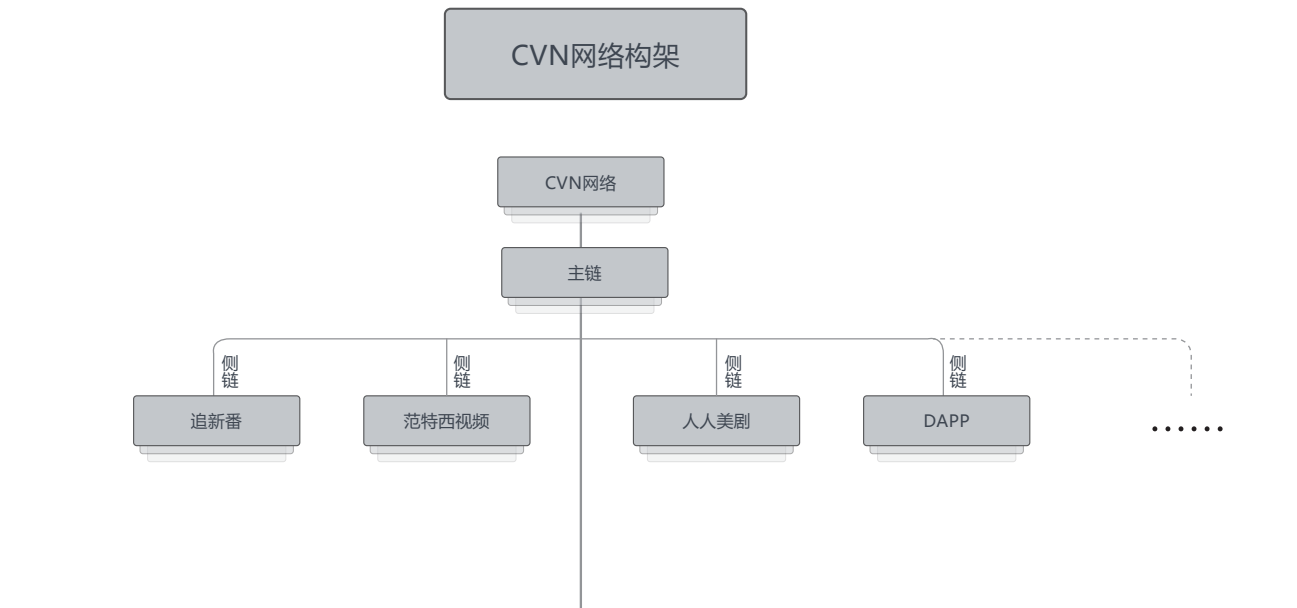 CVN网络构架
CVN网络
主链
侧链
侧链
侧链
侧链
追新番
范特西视频
人人美剧
DAPP
······